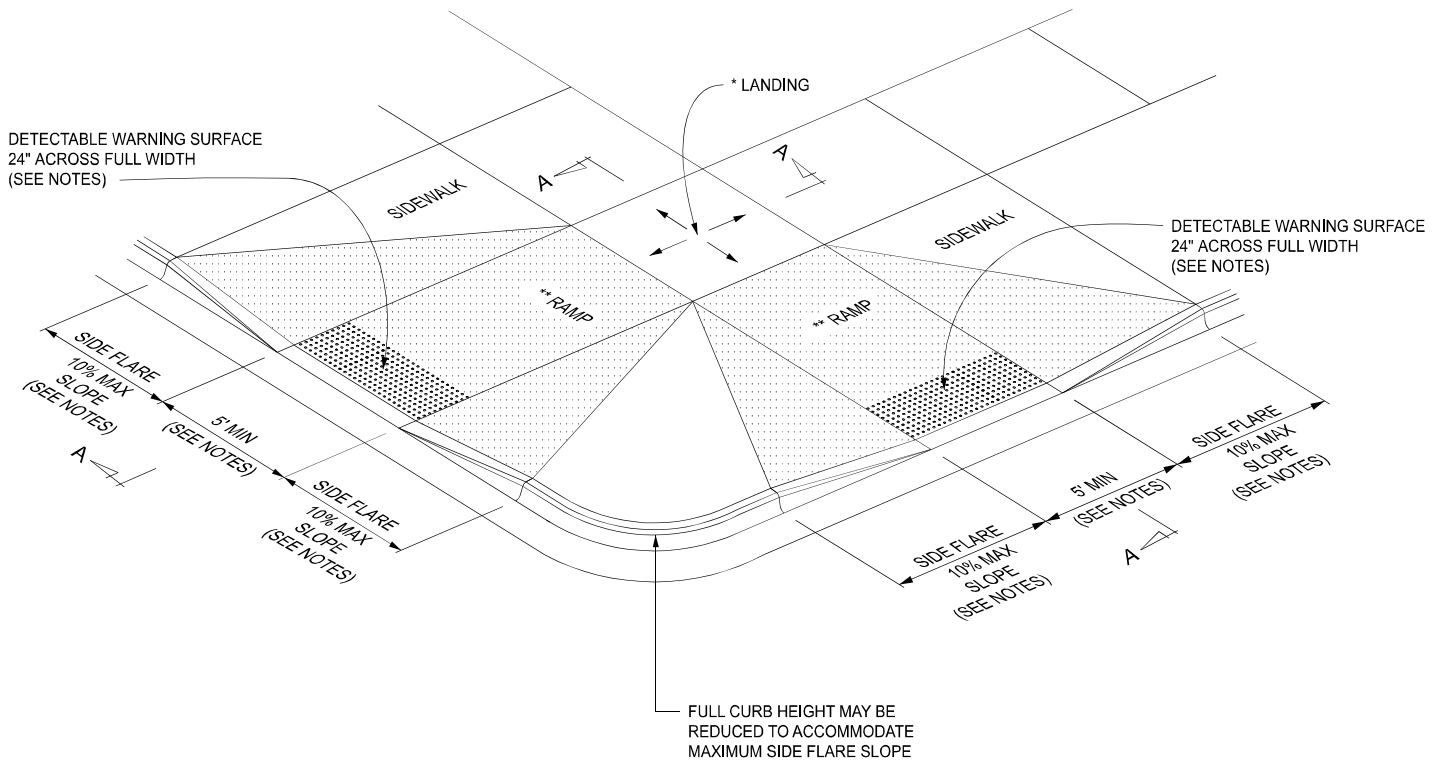 * LANDING
DETECTABLE WARNING SURFACE
24" ACROSS FULL WIDTH
(SEE NOTES)
A
A
SIDEWALK
SIDEWALK
DETECTABLE WARNING SURFACE
24" ACROSS FULL WIDTH
(SEE NOTES)
** RAMP
** RAMP
SIDE FLARE
10% MAX
SLOPE
(SEE NOTES)
5' MIN
(SEE NOTES)
A
SIDE FLARE
10% MAX
SLOPE
(SEE NOTES)
SIDE FLARE
10% MAX
SLOPE
(SEE NOTES)
5' MIN
(SEE NOTES)
SIDE FLARE
10% MAX
SLOPE
(SEE NOTES)
A
FULL CURB HEIGHT MAY BE
REDUCED TO ACCOMMODATE
MAXIMUM SIDE FLARE SLOPE